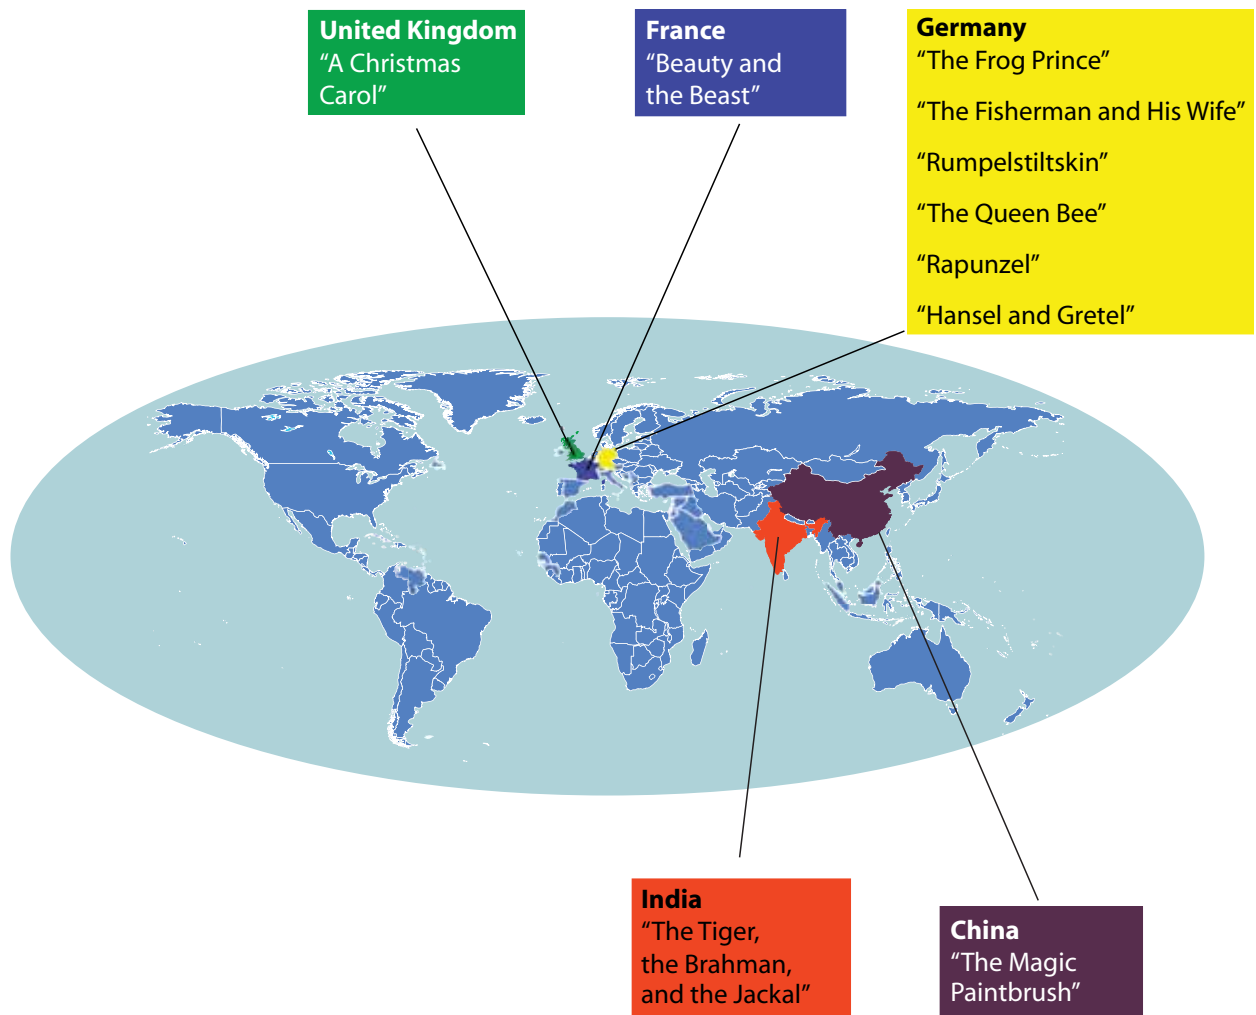 United Kingdom
“A Christmas
Carol”
France
“Beauty and
the Beast”
Germany
“The Frog Prince”
“The Fisherman and His Wife”
“Rumpelstiltskin”
“The Queen Bee”
“Rapunzel”
“Hansel and Gretel”
India
“The Tiger,
the Brahman,
and the Jackal”
China
“The Magic
Paintbrush”